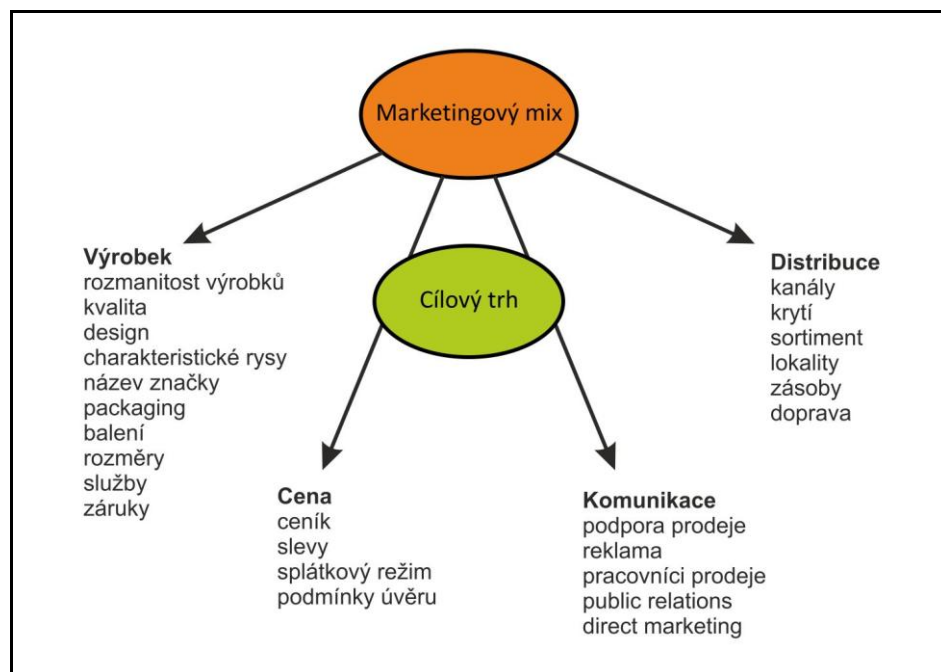 Marketingový mix
Cílový trh
Výrobek
rozmanitost výrobků
kvalita
design
charakteristické rysy
název značky
packaging
balení
rozměry
služby
záruky
Cena
ceník
slevy
splátkový režim
podmínky úvěru
Komunikace
podpora prodeje
reklama
pracovníci prodeje
public relations
direct marketing
Distribuce
kanály
krytí
sortiment
lokality
zásoby
doprava